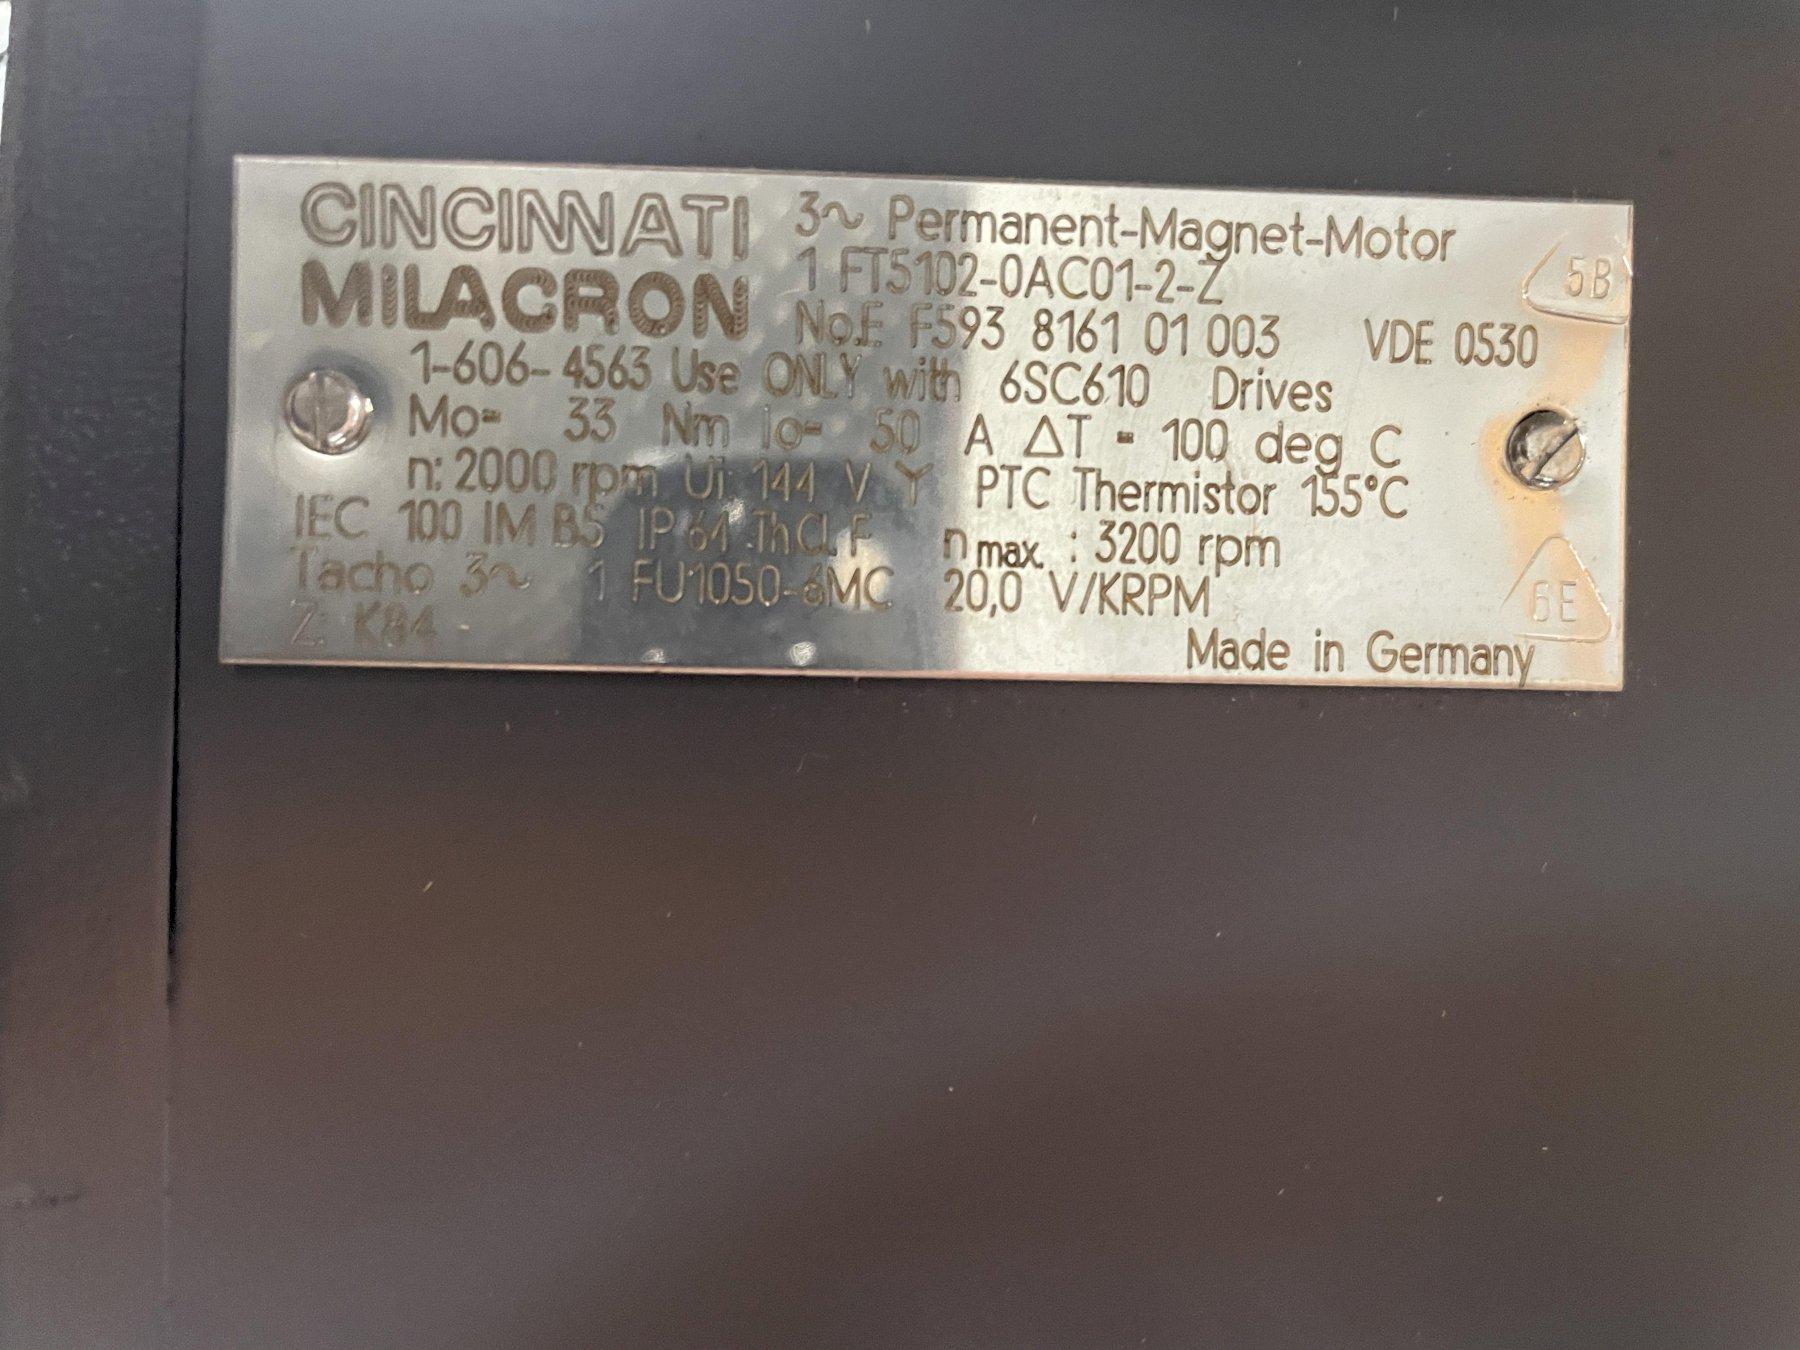 CINCINNATI
MILACRON
3~ Permanent-Magnet-Motor
1 FT5102-0AC01-2-Z
No.E F593 8161 01 003 VDE 0530
1-606-4563 Use ONLY with 6SC610 Drives
Mo= 33 Nm Io= 50 A ΔT = 100 deg C
n: 2000 rpm Ui: 144 V Y PTC Thermistor 155°C
IEC 100 IM B5 IP 64 Th.Cl. F n max. : 3200 rpm
Tacho 3~ 1 FU1050-6MC 20,0 V/KRPM
Z: K84
Made in Germany
5B
6E